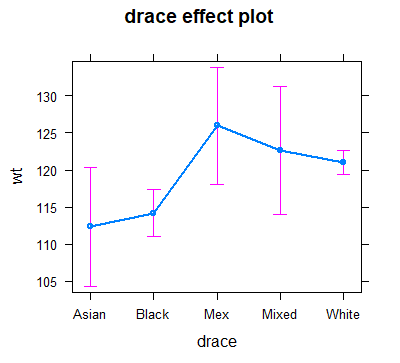 drace effect plot
130
125
120
115
110
105
wt
Asian Black Mex Mixed White
drace